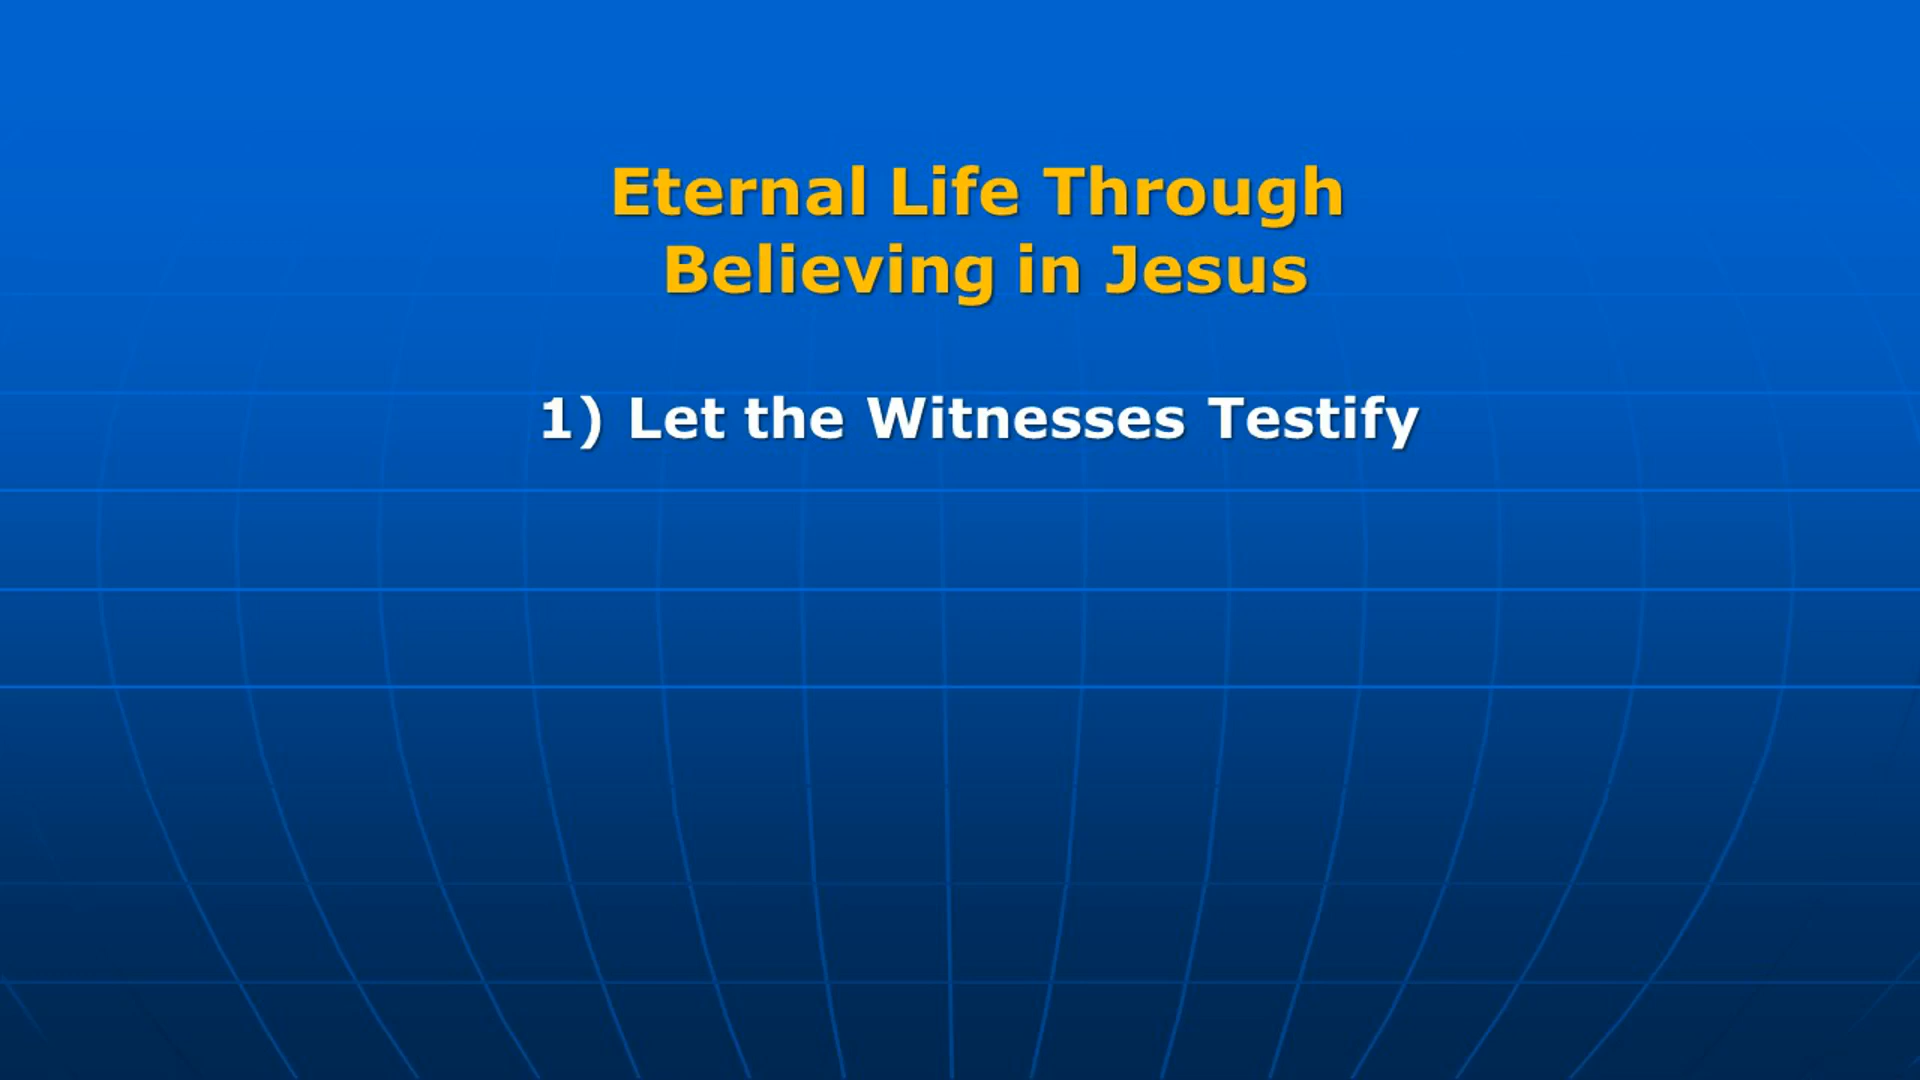 Eternal Life Through
Believing in Jesus
1) Let the Witnesses Testify